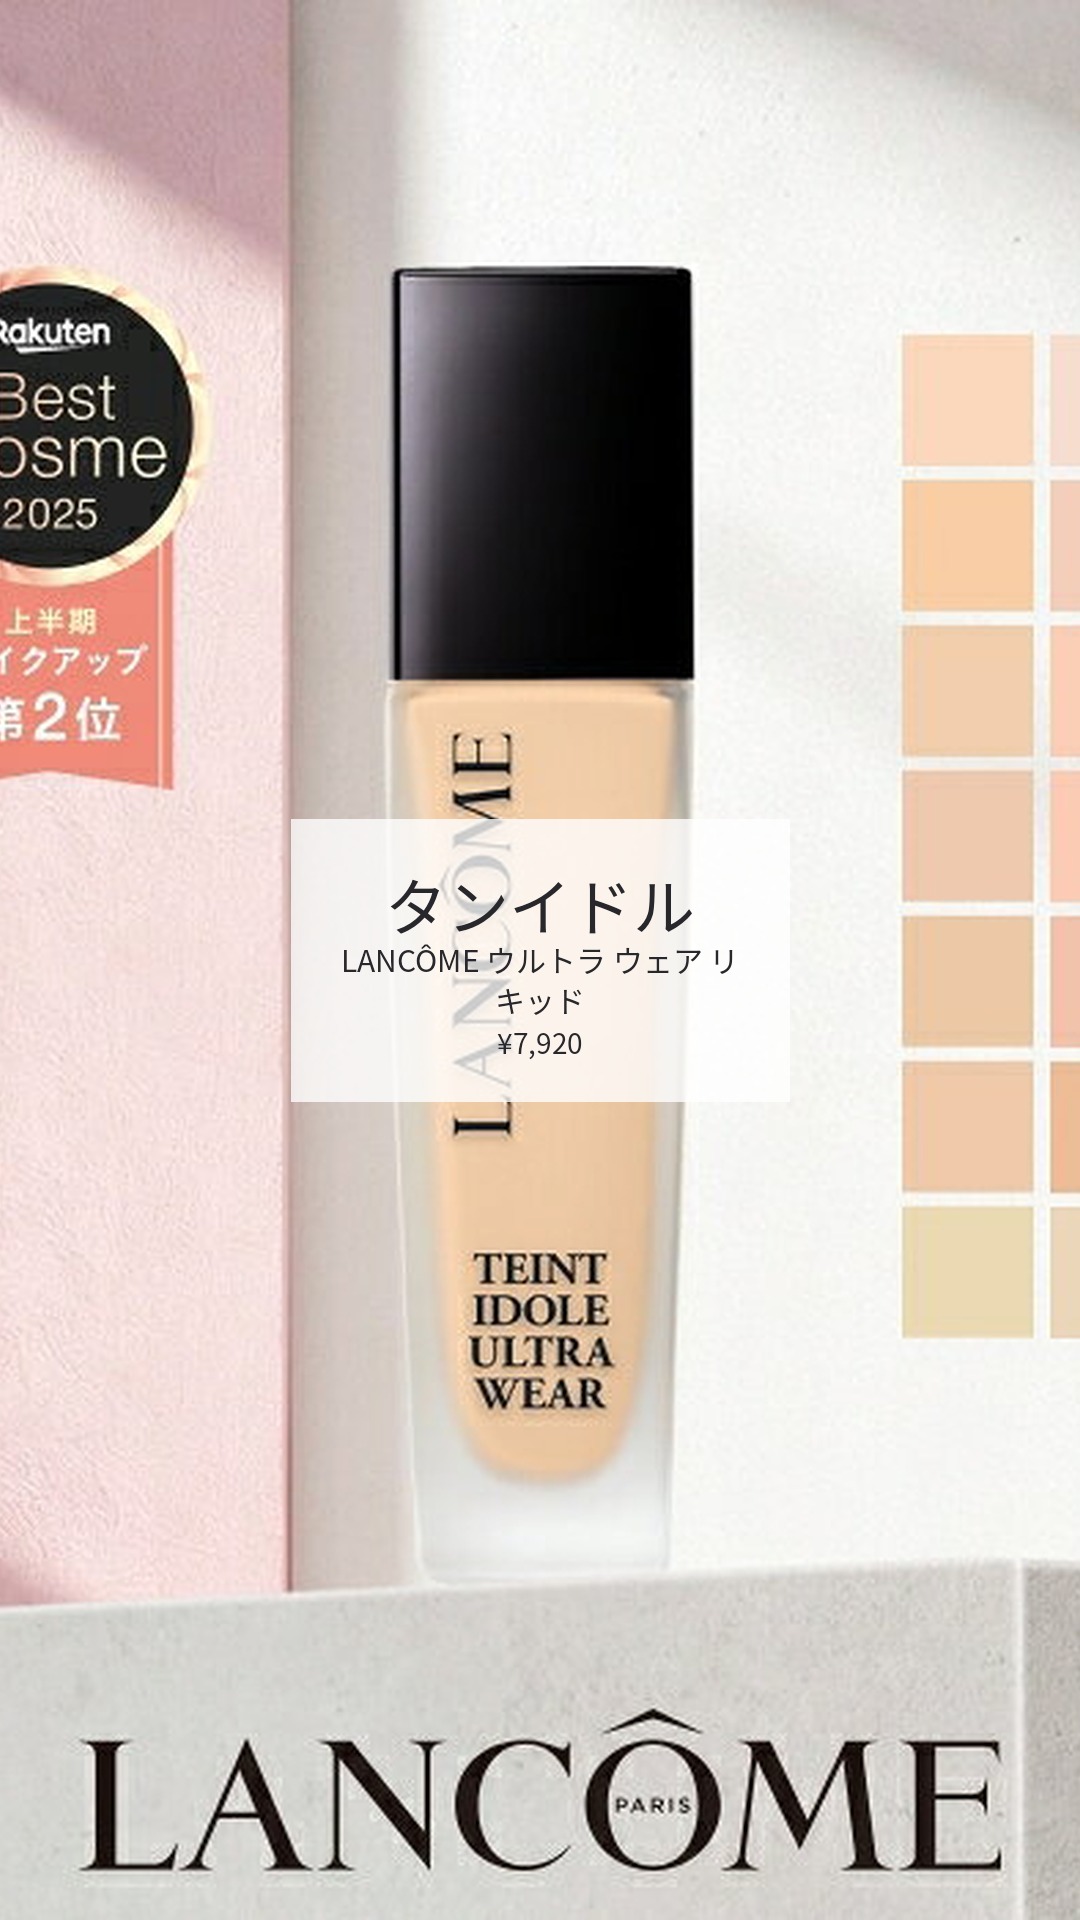 Rakuten
Best
osme
2025
上半期
イクアップ
第2位
LANCÔME
タンイドル
LANCÔME ウルトラ ウェア リ
キッド
¥7,920
TEINT
IDOLE
ULTRA
WEAR
LANCÔME
PARIS